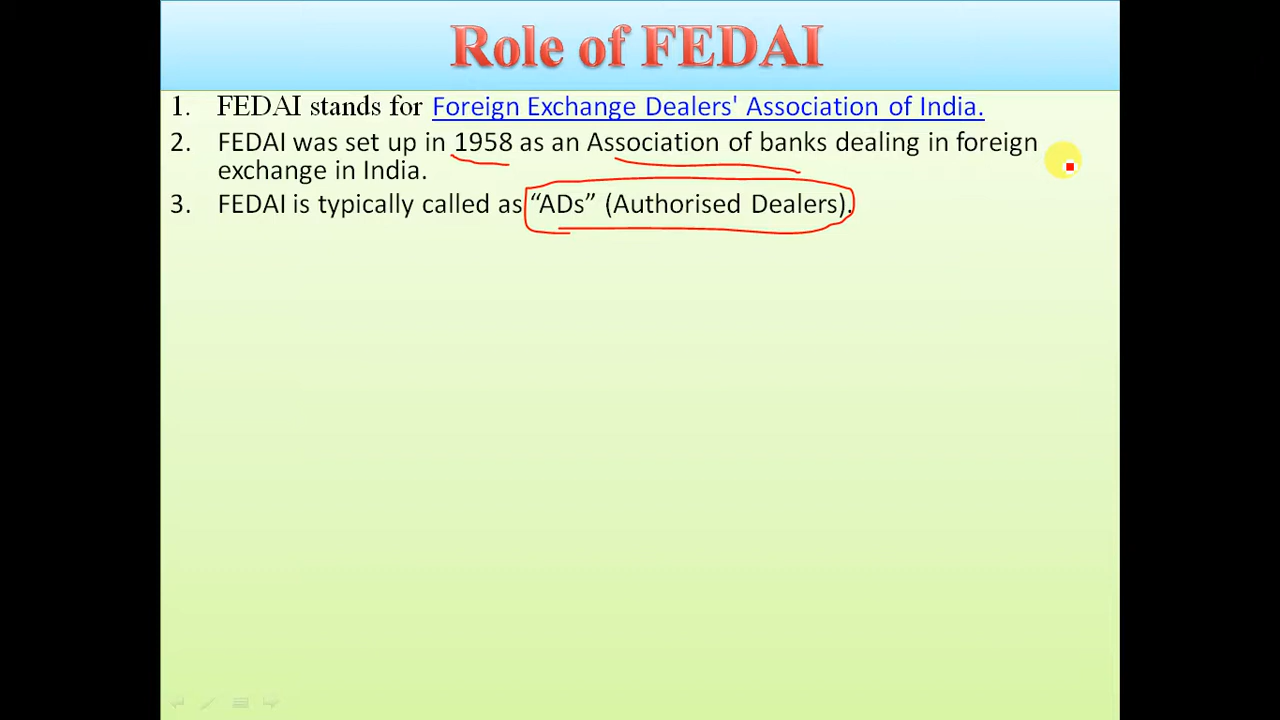 Role of FEDAI
1. FEDAI stands for Foreign Exchange Dealers' Association of India.
2. FEDAI was set up in 1958 as an Association of banks dealing in foreign
exchange in India.
3. FEDAI is typically called as “ADs” (Authorised Dealers).